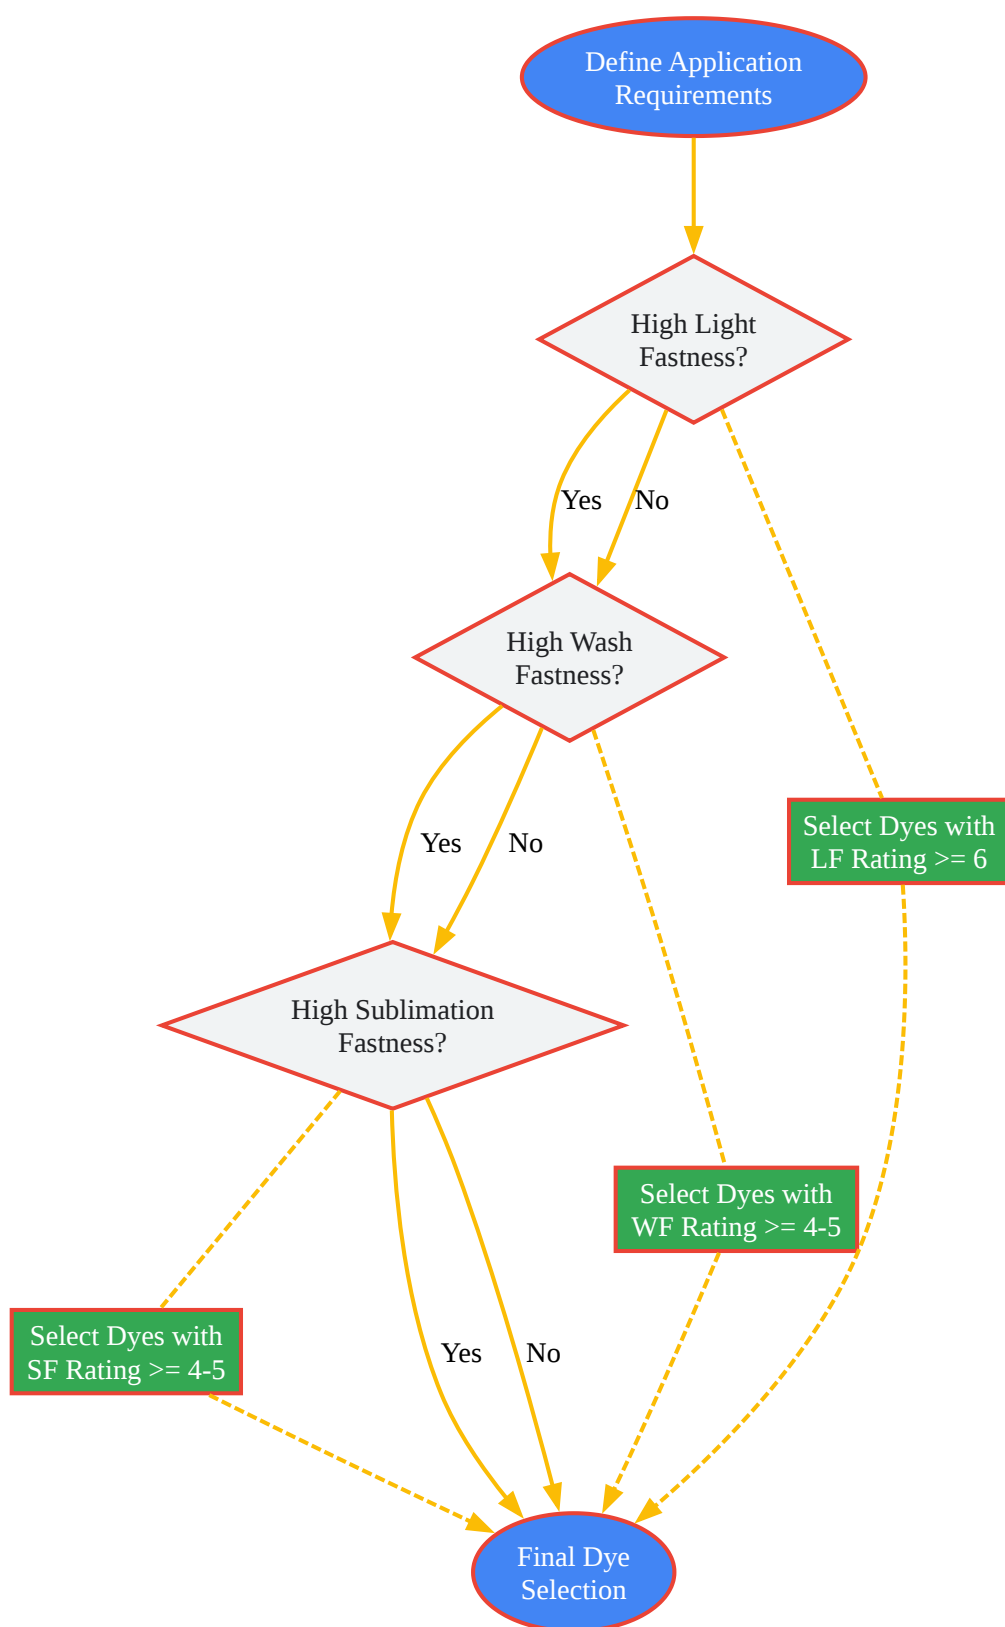 Define Application
Requirements
High Light
Fastness?
Yes
No
High Wash
Fastness?
Select Dyes with
LF Rating >= 6
Yes
No
High Sublimation
Fastness?
Select Dyes with
WF Rating >= 4-5
Select Dyes with
SF Rating >= 4-5
Yes
No
Final Dye
Selection